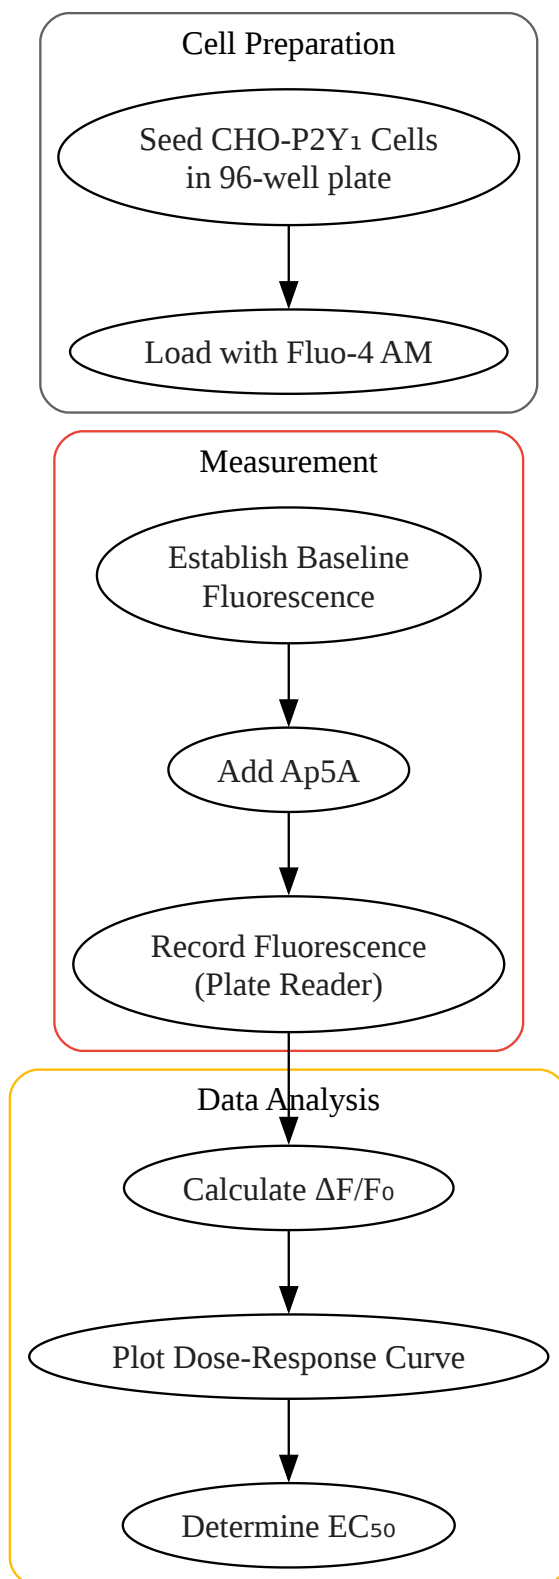 Cell Preparation
Seed CHO-P2Y₁ Cells
in 96-well plate
Load with Fluo-4 AM
Measurement
Establish Baseline
Fluorescence
Add Ap5A
Record Fluorescence
(Plate Reader)
Data Analysis
Calculate ΔF/F₀
Plot Dose-Response Curve
Determine EC₅₀